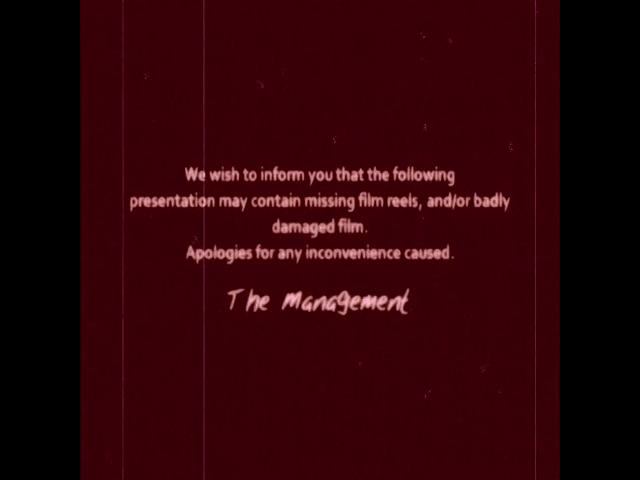 We wish to inform you that the following
presentation may contain missing film reels, and/or badly
damaged film.
Apologies for any inconvenience caused.
The Management